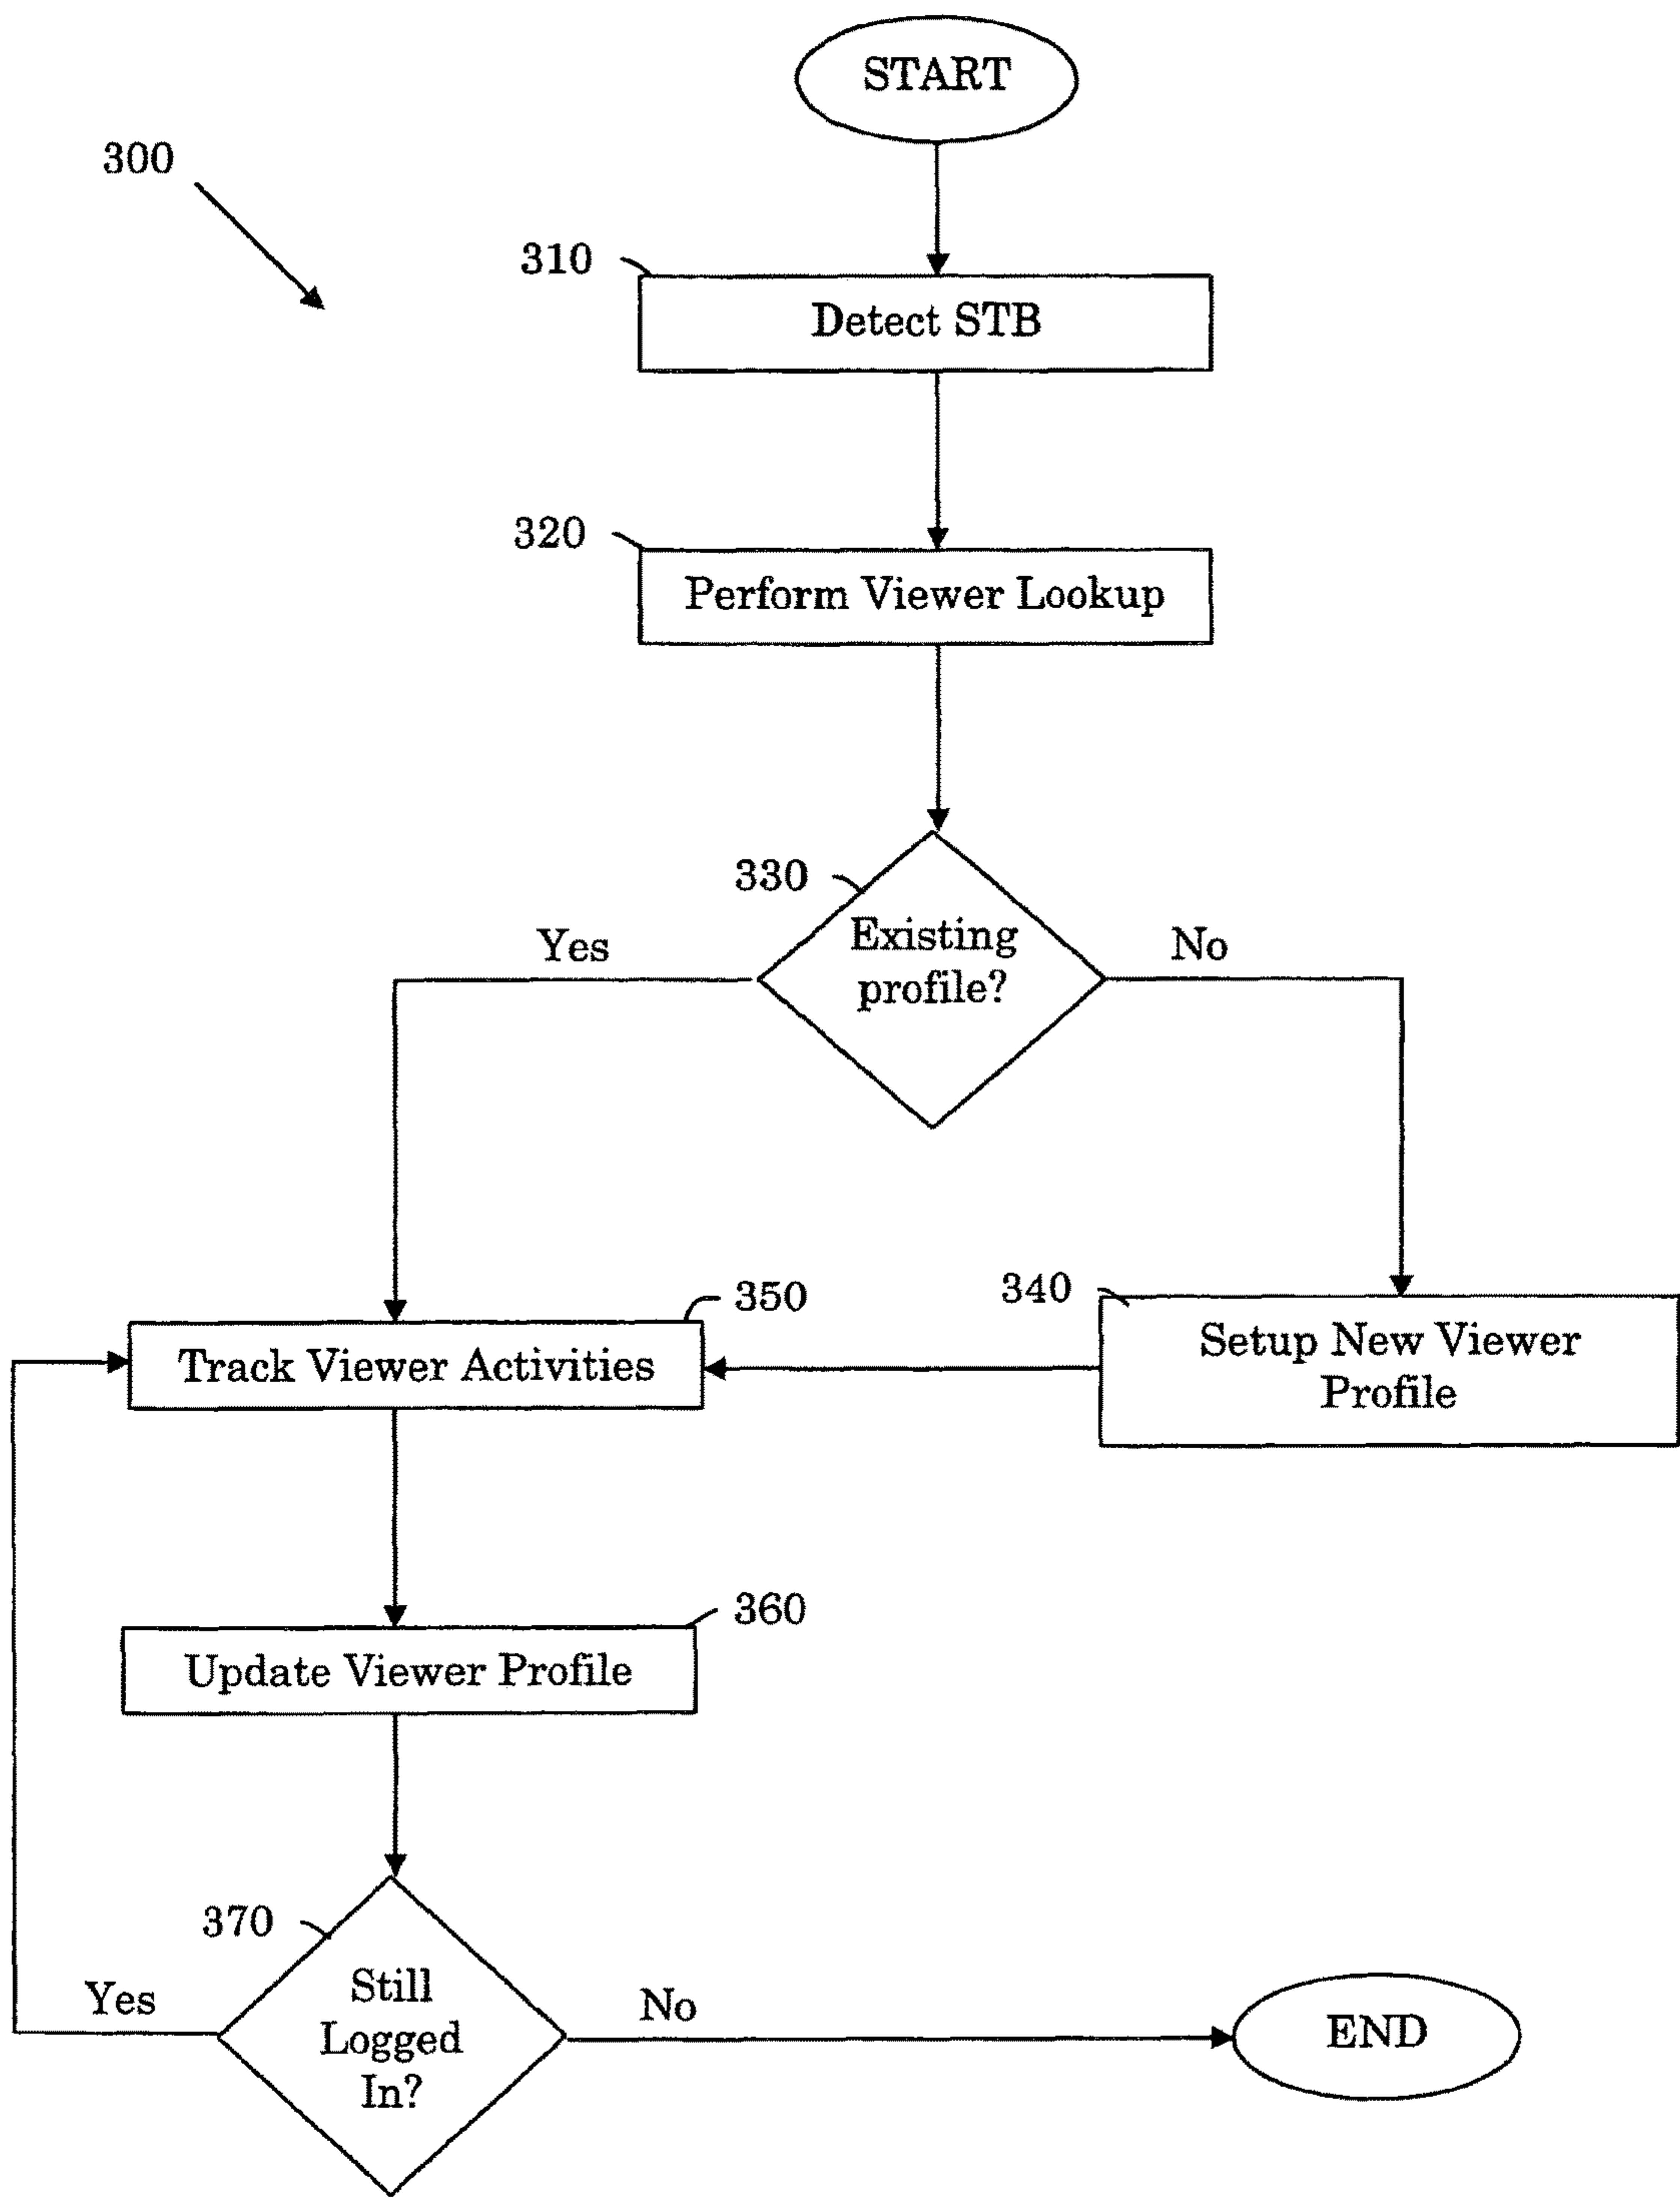 START
300
310
Detect STB
320
Perform Viewer Lookup
330
Existing
profile?
Yes
No
350
Track Viewer Activities
340
Setup New Viewer
Profile
360
Update Viewer Profile
370
Still
Logged
In?
Yes
No
END